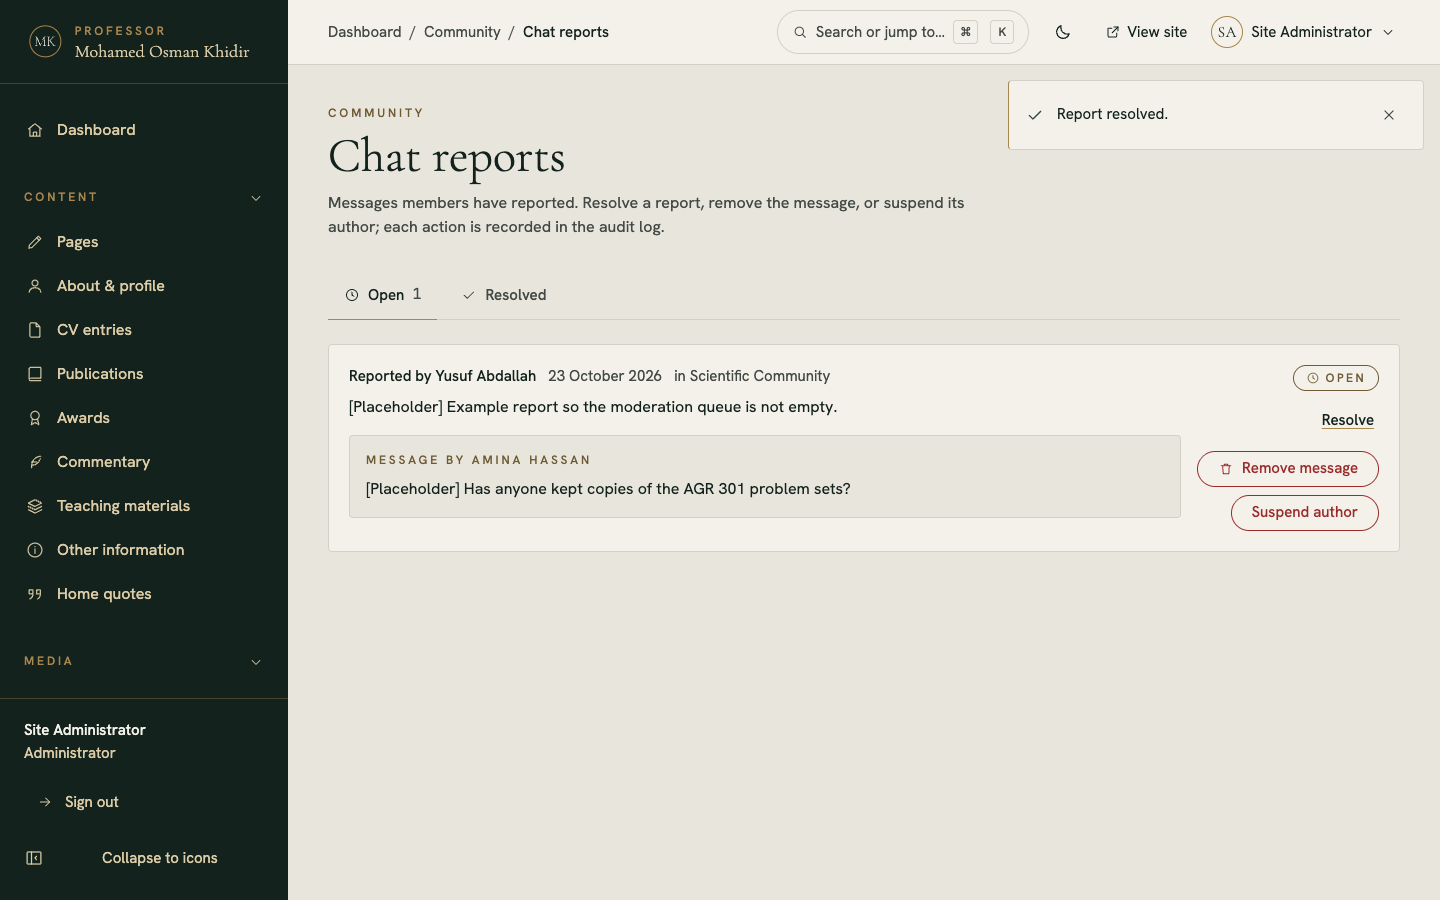 MK
PROFESSOR
Mohamed Osman Khidir
Dashboard
CONTENT
Pages
About & profile
CV entries
Publications
Awards
Commentary
Teaching materials
Other information
Home quotes
MEDIA
Site Administrator
Administrator
Sign out
Collapse to icons
Dashboard / Community / Chat reports
Search or jump to... ⌘ K
View site
SA Site Administrator
Report resolved.
COMMUNITY
Chat reports
Messages members have reported. Resolve a report, remove the message, or suspend its
author; each action is recorded in the audit log.
Open 1 Resolved
Reported by Yusuf Abdallah 23 October 2026 in Scientific Community
OPEN
[Placeholder] Example report so the moderation queue is not empty.
Resolve
MESSAGE BY AMINA HASSAN
[Placeholder] Has anyone kept copies of the AGR 301 problem sets?
Remove message
Suspend author